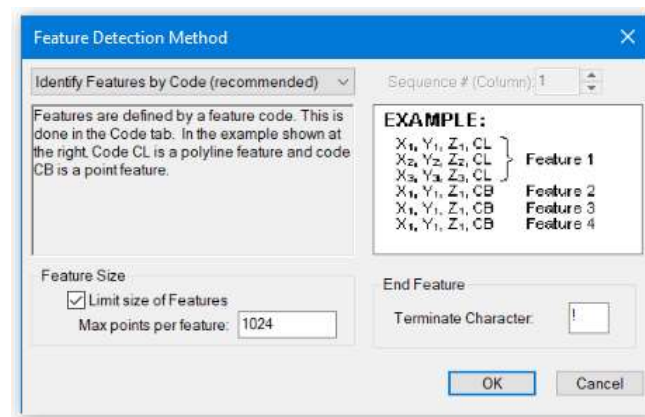 Feature Detection Method
Identify Features by Code (recommended)
Sequence # (Column): 1
Features are defined by a feature code. This is
done in the Code tab. In the example shown at
the right, Code CL is a polyline feature and code
CB is a point feature.
EXAMPLE:
X₁, Y₁, Z₁, CL
X₂, Y₂, Z₂, CL Feature 1
X₃, Y₃, Z₃, CL
X₁, Y₁, Z₁, CB Feature 2
X₁, Y₁, Z₁, CB Feature 3
X₁, Y₁, Z₁, CB Feature 4
Feature Size
Limit size of Features
Max points per feature: 1024
End Feature
Terminate Character: !
OK
Cancel